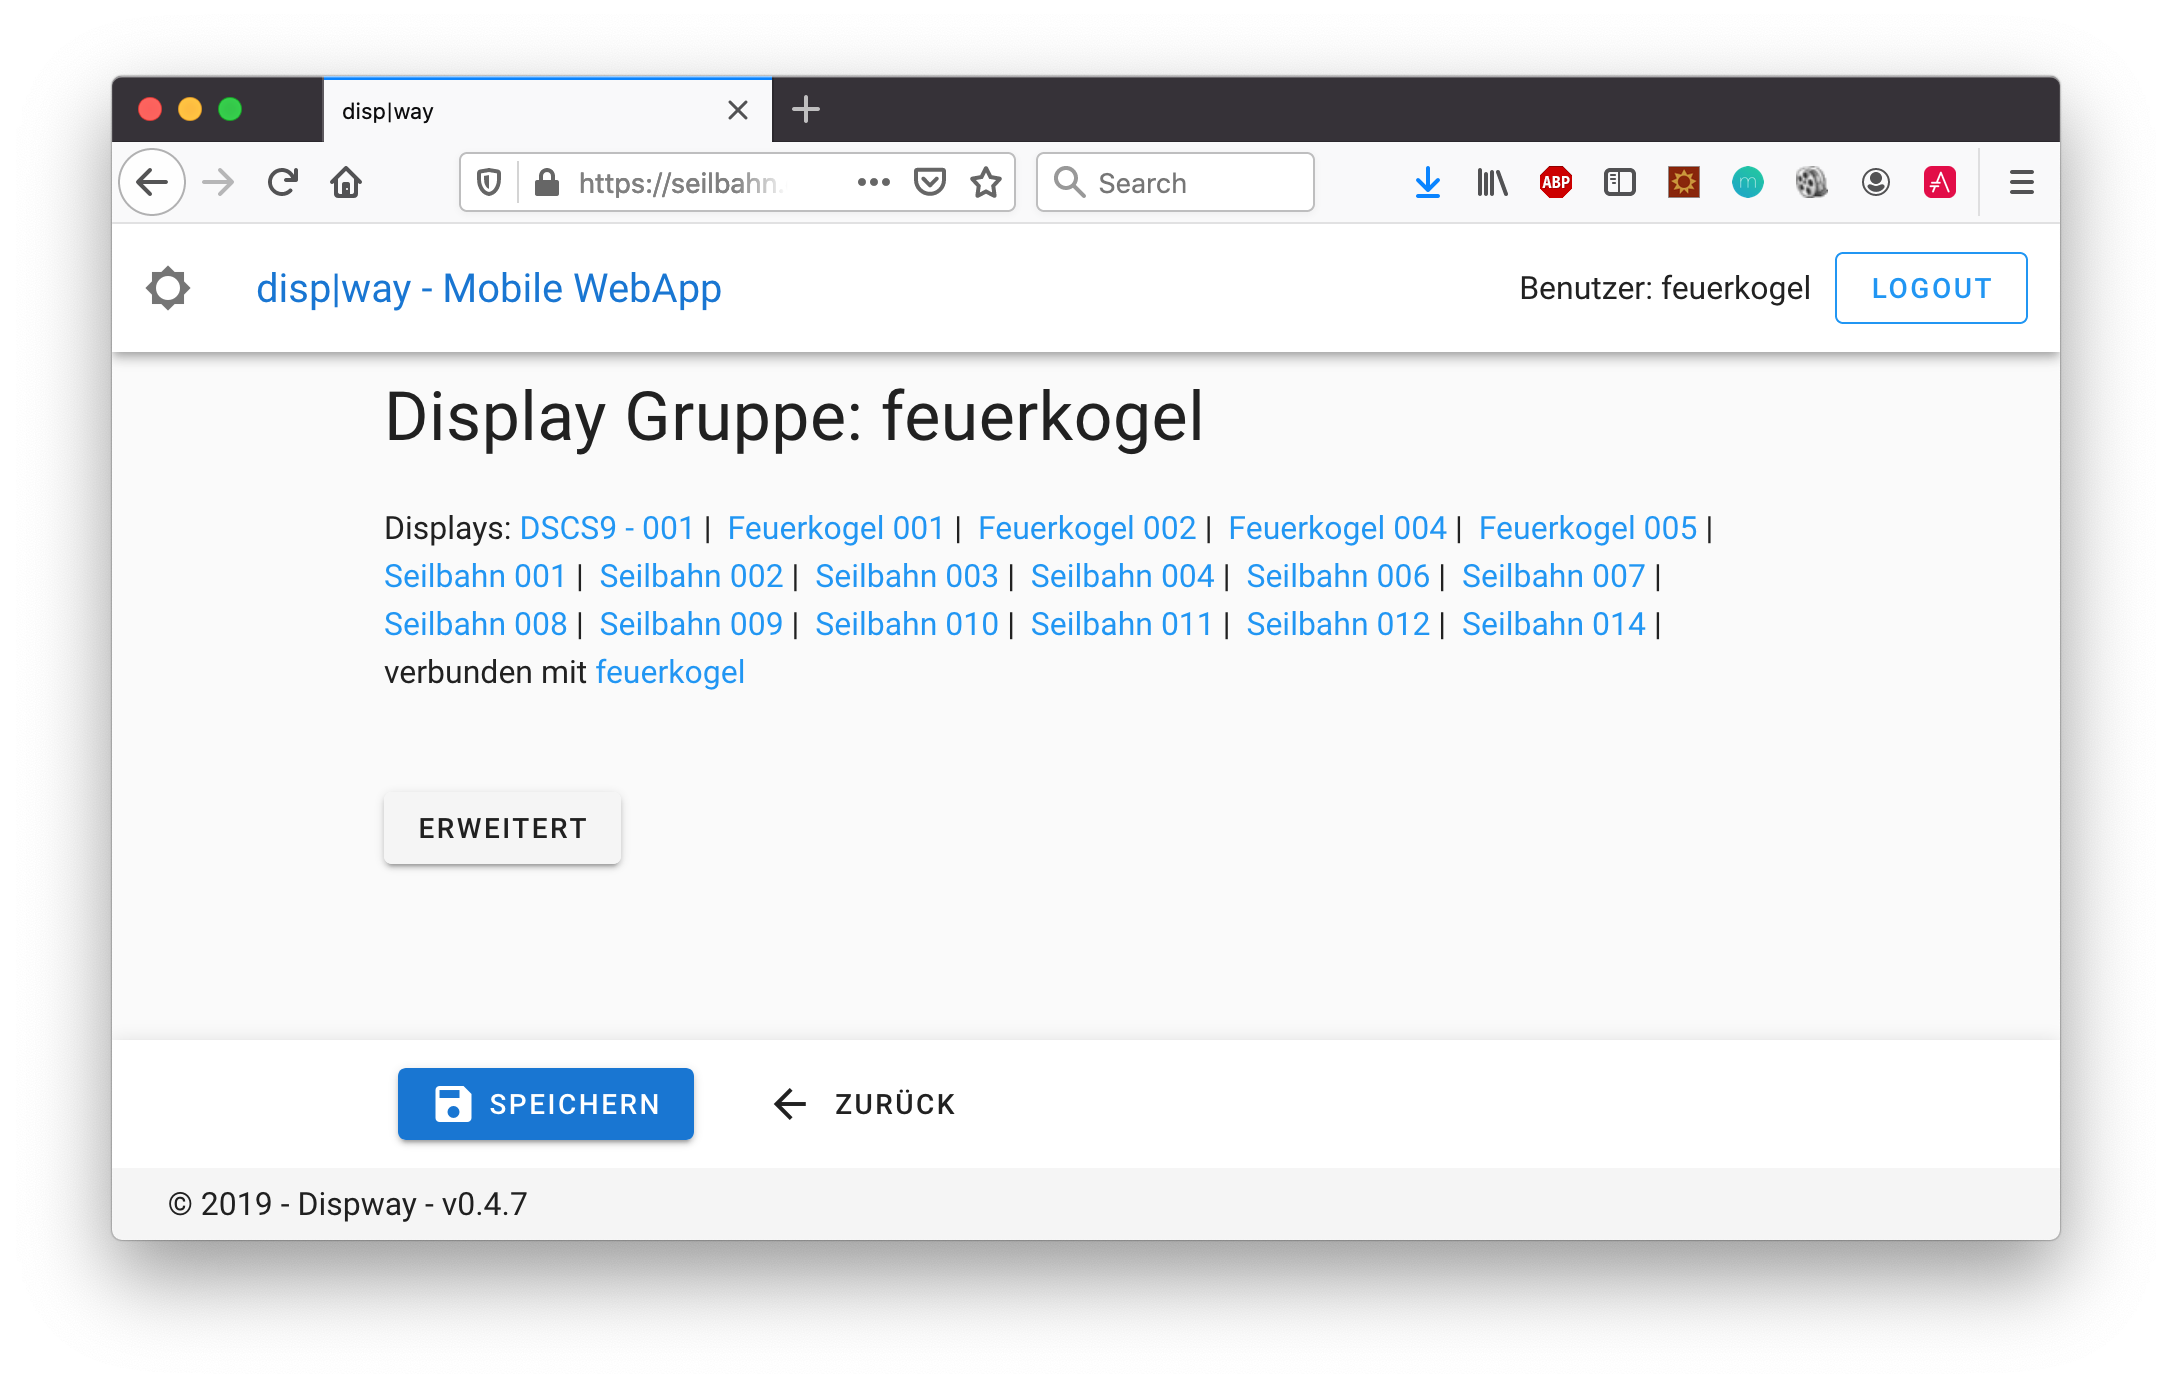 disp|way
https://seilbahn.
Search
ABP
m
disp|way - Mobile WebApp
Benutzer: feuerkogel
LOGOUT
Display Gruppe: feuerkogel
Displays: DSCS9 - 001 | Feuerkogel 001 | Feuerkogel 002 | Feuerkogel 004 | Feuerkogel 005 |
Seilbahn 001 | Seilbahn 002 | Seilbahn 003 | Seilbahn 004 | Seilbahn 006 | Seilbahn 007 |
Seilbahn 008 | Seilbahn 009 | Seilbahn 010 | Seilbahn 011 | Seilbahn 012 | Seilbahn 014 |
verbunden mit feuerkogel
ERWEITERT
SPEICHERN
ZURÜCK
© 2019 - Dispway - v0.4.7